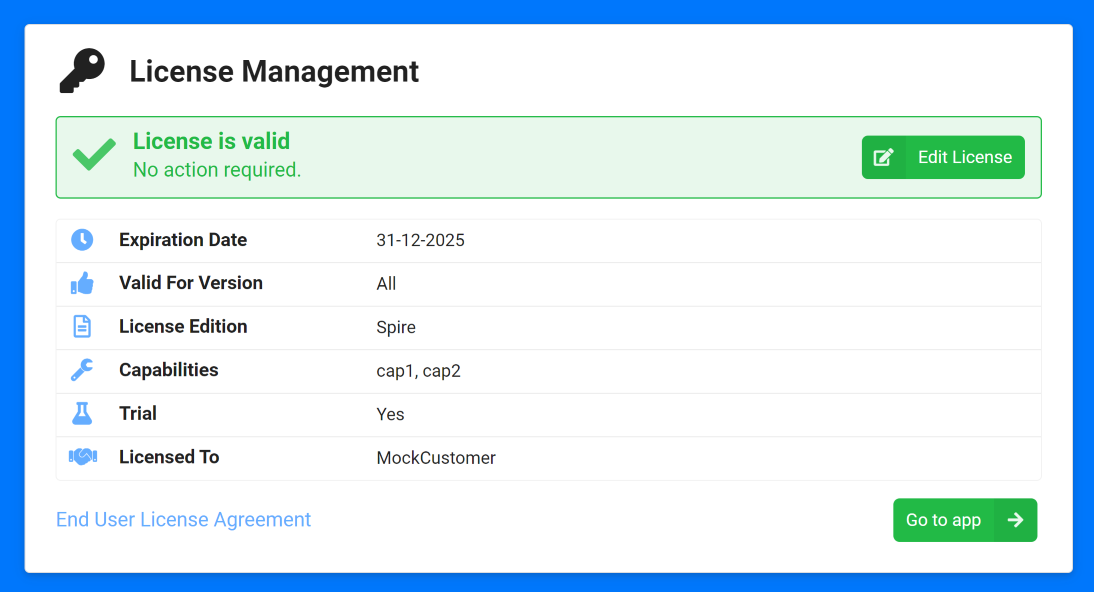 License Management
License is valid
No action required.
Edit License
Expiration Date 31-12-2025
Valid For Version All
License Edition Spire
Capabilities cap1, cap2
Trial Yes
Licensed To MockCustomer
End User License Agreement
Go to app